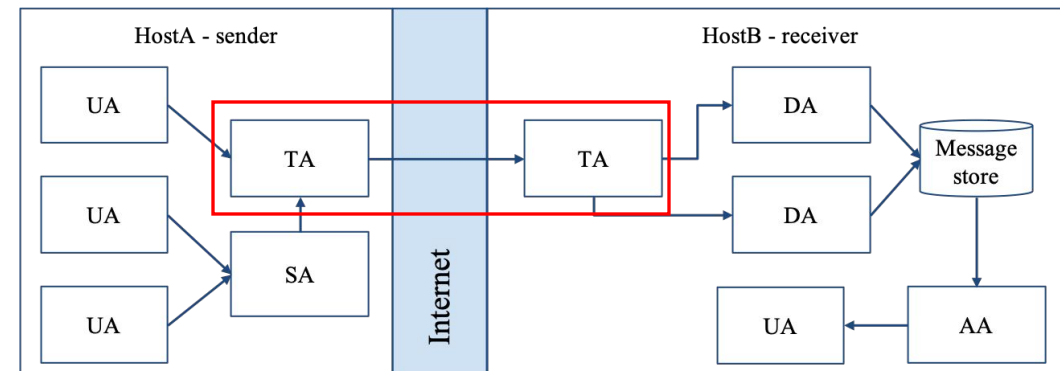 HostA - sender
HostB - receiver
UA
TA
TA
DA
Message
store
UA
DA
SA
UA
Internet
UA
AA